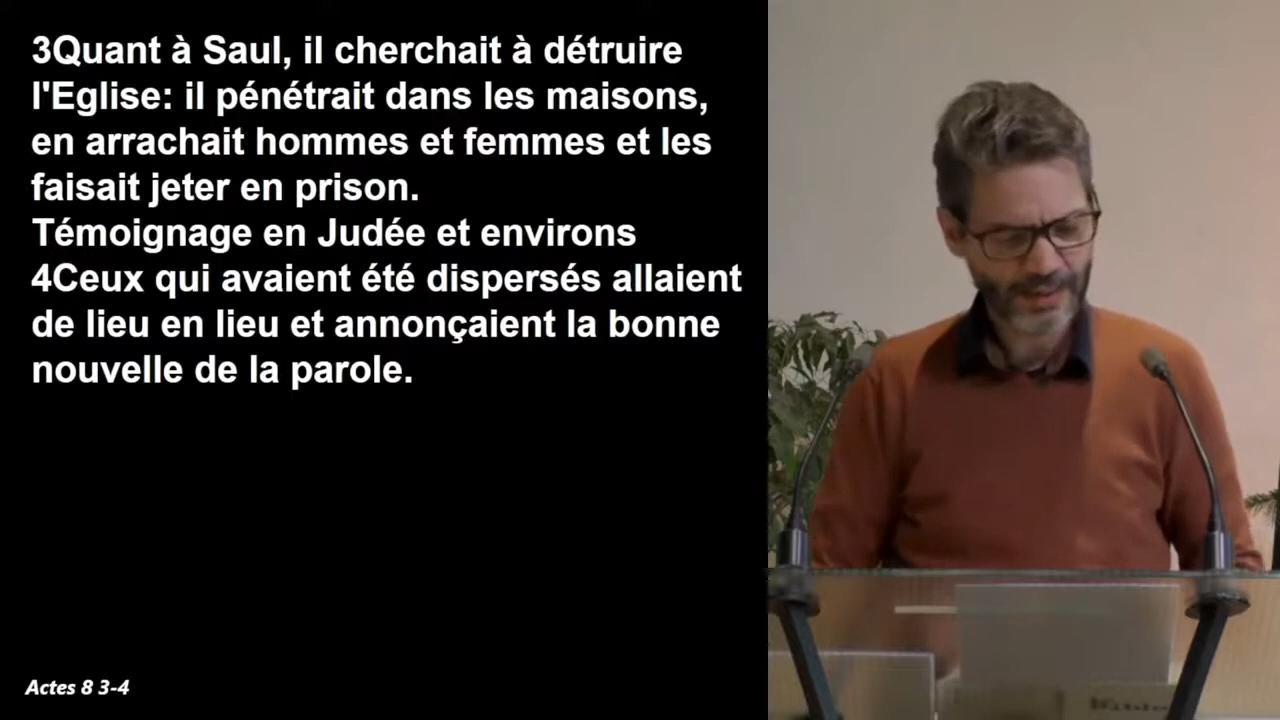 3Quant à Saul, il cherchait à détruire
l'Eglise: il pénétrait dans les maisons,
en arrachait hommes et femmes et les
faisait jeter en prison.
Témoignage en Judée et environs
4Ceux qui avaient été dispersés allaient
de lieu en lieu et annonçaient la bonne
nouvelle de la parole.
Actes 8 3-4